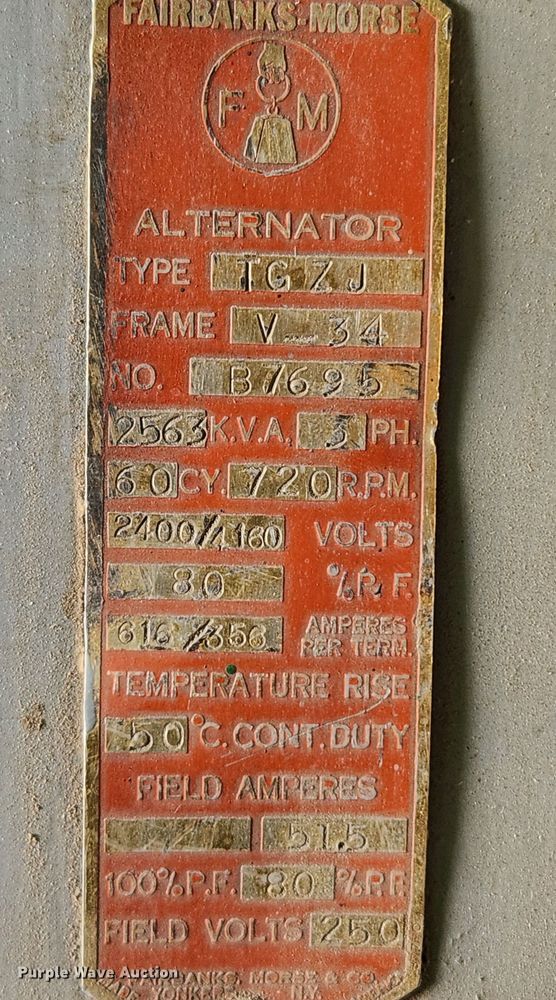 FAIRBANKS-MORSE
F M
ALTERNATOR
TYPE TGZJ
FRAME V-34
NO. B7695
2563 K.V.A. 3 PH.
60 CY. 720 R.P.M.
2400/4160 VOLTS
80 % P.F.
616/356 AMPERES PER TERM.
TEMPERATURE RISE
50 °C. CONT. DUTY
FIELD AMPERES
51.5
100% P.F. 80 % P.F.
FIELD VOLTS 250
FAIRBANKS, MORSE & CO.
YONKERS N.Y.
Purple Wave Auction